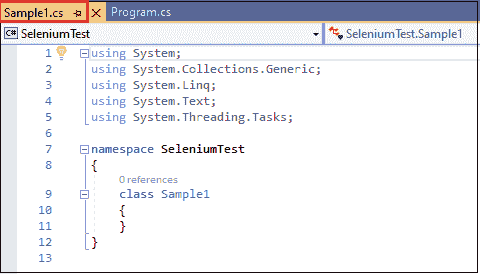 Sample1.cs Program.cs
SeleniumTest SeleniumTest.Sample1
1 using System;
2 using System.Collections.Generic;
3 using System.Linq;
4 using System.Text;
5 using System.Threading.Tasks;
6
7 namespace SeleniumTest
8 {
0 references
9 class Sample1
10 {
11 }
12 }
13